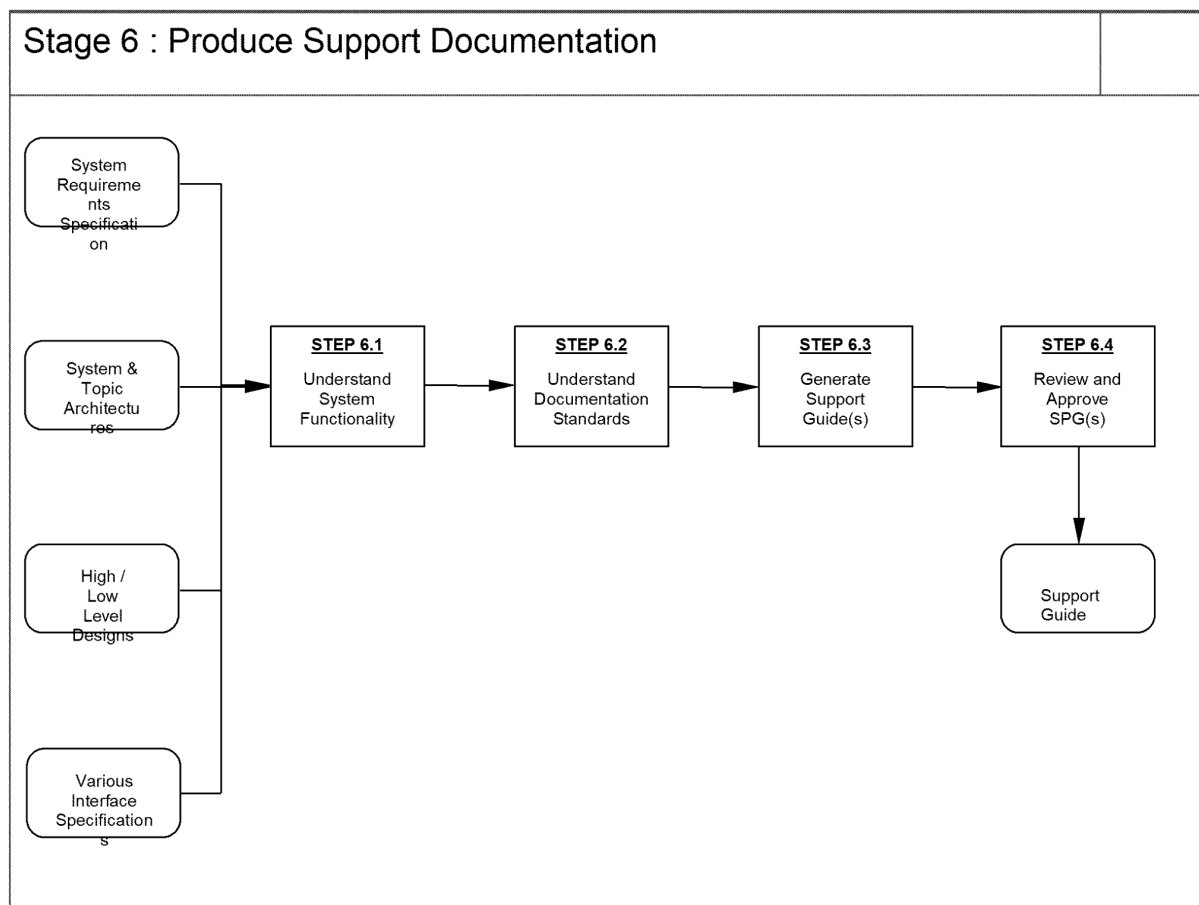 Stage 6 : Produce Support Documentation
System
Requireme
nts
Specificati
on
System &
Topic
Architectu
res
High /
Low
Level
Designs
Various
Interface
Specification
s
STEP 6.1
Understand
System
Functionality
STEP 6.2
Understand
Documentation
Standards
STEP 6.3
Generate
Support
Guide(s)
STEP 6.4
Review and
Approve
SPG(s)
Support
Guide